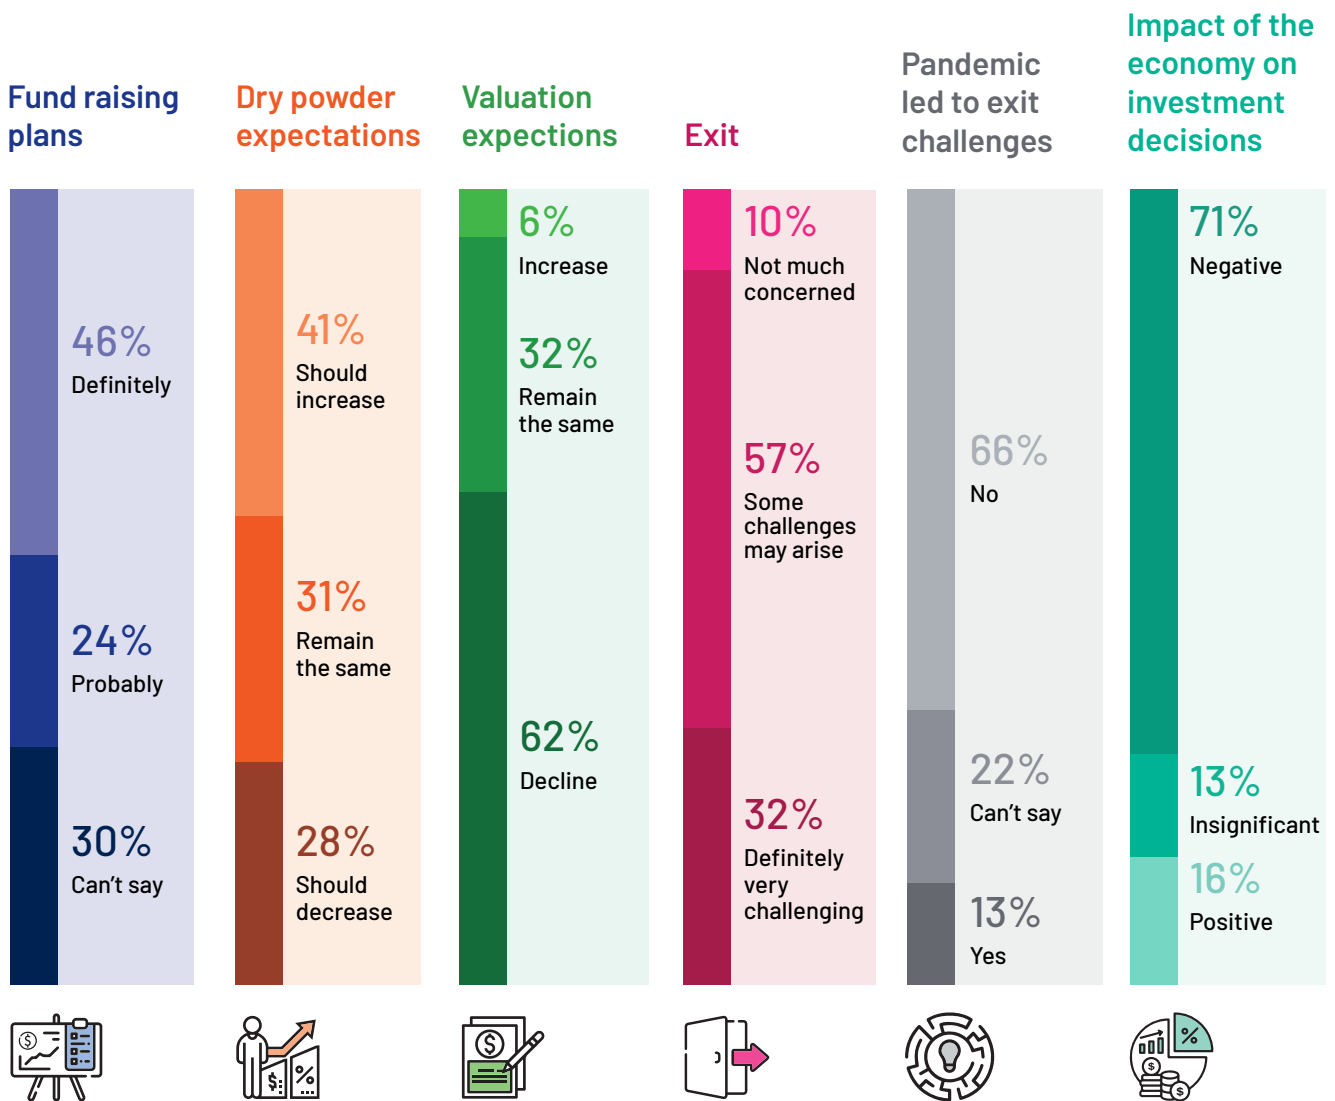 Fund raising
plans
46%
Definitely
24%
Probably
30%
Can't say
Dry powder
expectations
41%
Should
increase
31%
Remain
the same
28%
Should
decrease
$:
%
Valuation
expections
6%
Increase
32%
Remain
the same
62%
Decline
$
Exit
10%
Not much
concerned
57%
Some
challenges
may arise
32%
Definitely
very
challenging
Pandemic
led to exit
challenges
66%
No
22%
Can't say
13%
Yes
Impact of the
economy on
investment
decisions
71%
Negative
13%
Insignificant
16%
Positive
%
$
$
$